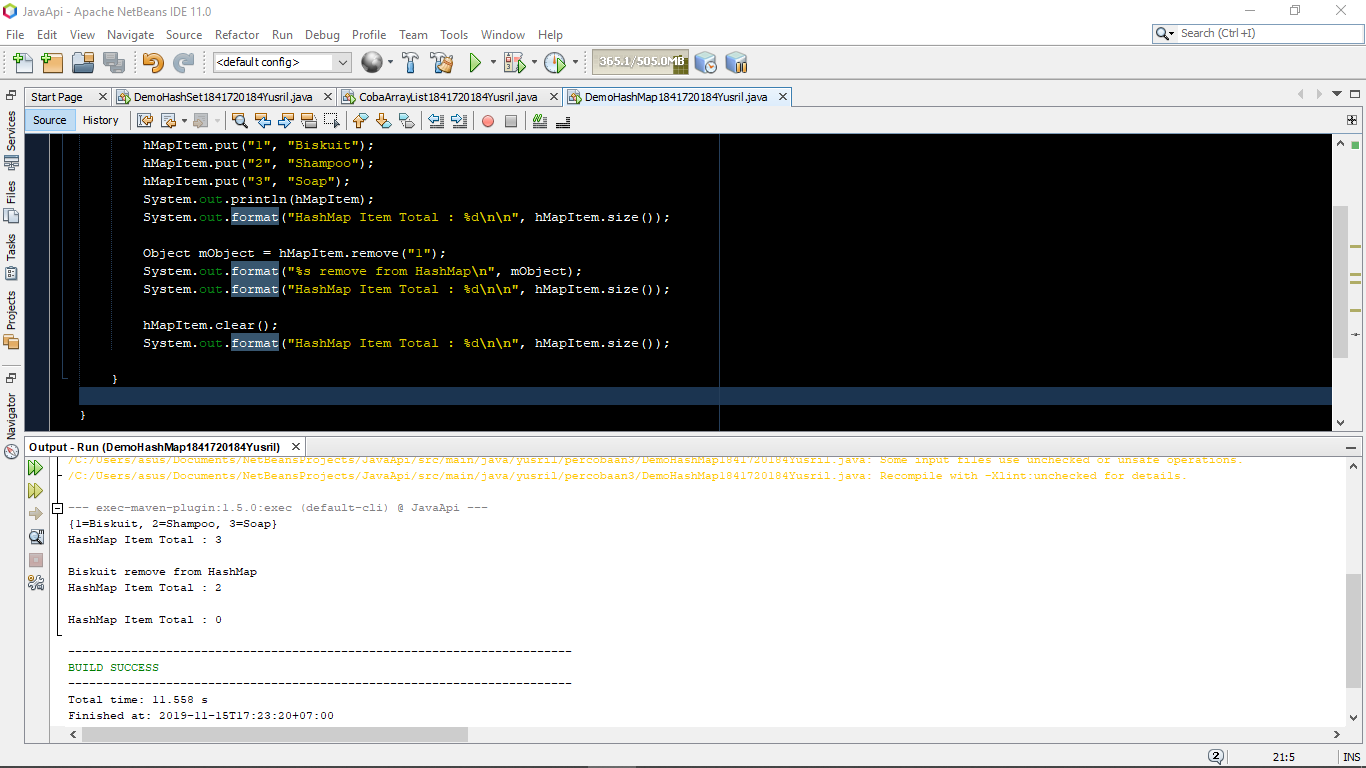 JavaApi - Apache NetBeans IDE 11.0
File Edit View Navigate Source Refactor Run Debug Profile Team Tools Window Help
Search (Ctrl+I)
<default config>
365.1/505.0MB
Start Page
DemoHashSet1841720184Yusril.java
CobaArrayList1841720184Yusril.java
DemoHashMap1841720184Yusril.java
Source History
Services
Files
Tasks
Projects
Navigator
hMapItem.put("1", "Biskuit");
hMapItem.put("2", "Shampoo");
hMapItem.put("3", "Soap");
System.out.println(hMapItem);
System.out.format("HashMap Item Total : %d\n\n", hMapItem.size());
Object mObject = hMapItem.remove("1");
System.out.format("%s remove from HashMap\n", mObject);
System.out.format("HashMap Item Total : %d\n\n", hMapItem.size());
hMapItem.clear();
System.out.format("HashMap Item Total : %d\n\n", hMapItem.size());
}
}
Output - Run (DemoHashMap1841720184Yusril)
/C:/Users/asus/Documents/NetBeansProjects/JavaApi/src/main/java/yusril/percobaan3/DemoHashMap1841720184Yusril.java: Some input files use unchecked or unsafe operations.
/C:/Users/asus/Documents/NetBeansProjects/JavaApi/src/main/java/yusril/percobaan3/DemoHashMap1841720184Yusril.java: Recompile with -Xlint:unchecked for details.
--- exec-maven-plugin:1.5.0:exec (default-cli) @ JavaApi ---
{1=Biskuit, 2=Shampoo, 3=Soap}
HashMap Item Total : 3
Biskuit remove from HashMap
HashMap Item Total : 2
HashMap Item Total : 0
------------------------------------------------------------------------
BUILD SUCCESS
------------------------------------------------------------------------
Total time: 11.558 s
Finished at: 2019-11-15T17:23:20+07:00
2
21:5
INS